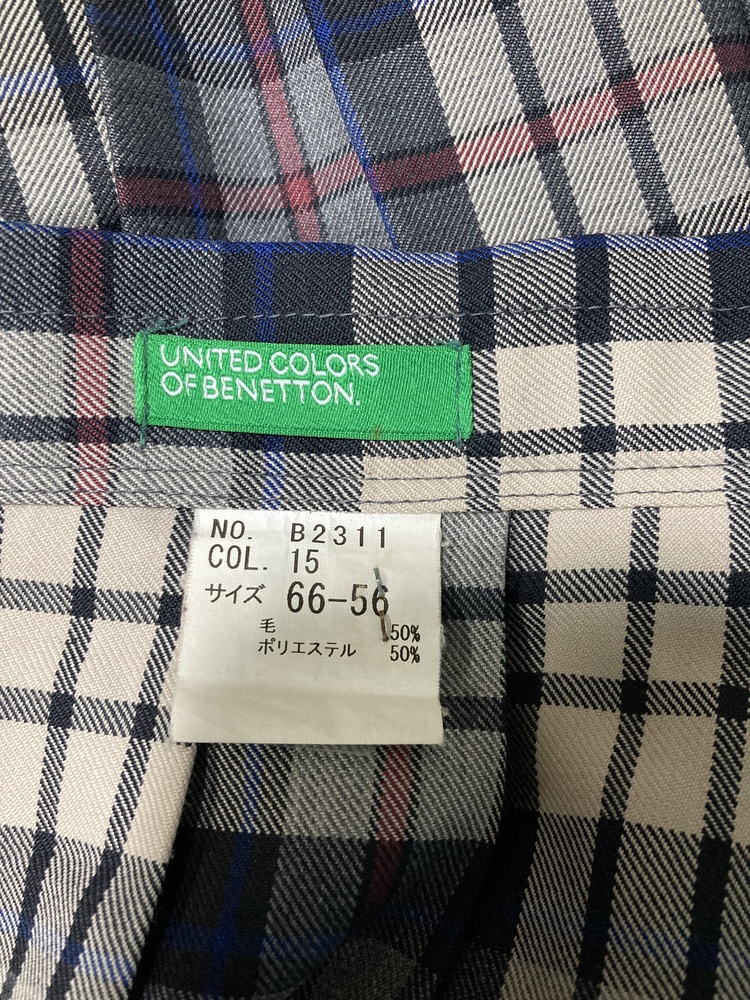 UNITED COLORS
OF BENETTON.
NO. B2311
COL. 15
サイズ 66-56
毛 50%
ポリエステル 50%